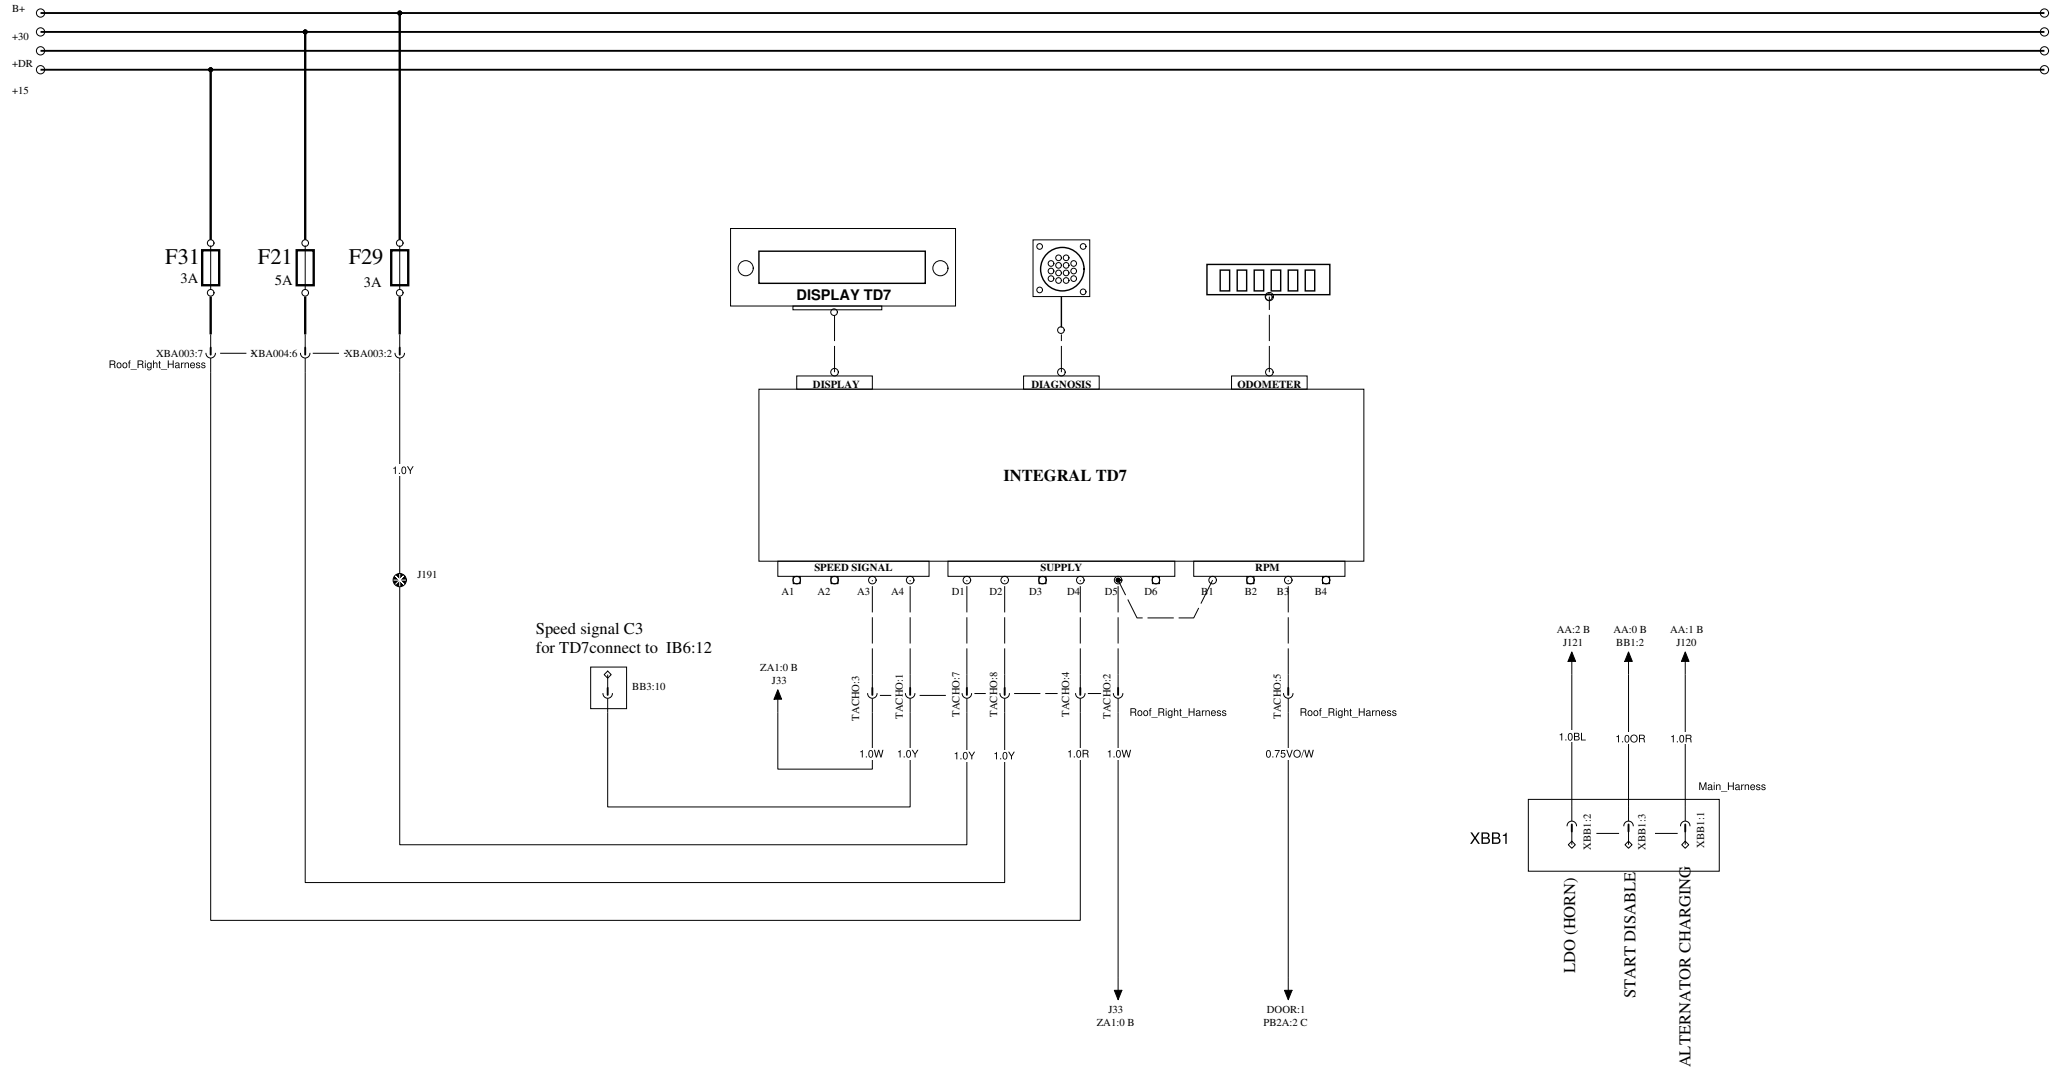 B+
+30
+DR
+15
F31
3A
F21
5A
F29
3A
XBA003:7
XBA004:6
XBA003:2
Roof_Right_Harness
1.0Y
J191
DISPLAY TD7
DISPLAY
DIAGNOSIS
ODOMETER
INTEGRAL TD7
SPEED SIGNAL
SUPPLY
RPM
A1 A2 A3 A4 D1 D2 D3 D4 D5 D6 B1 B2 B3 B4
Speed signal C3
for TD7connect to IB6:12
BB3:10
ZA1:0 B
J33
TACHO:3
TACHO:1
TACHO:7
TACHO:8
TACHO:4
TACHO:2
TACHO:5
Roof_Right_Harness
Roof_Right_Harness
1.0W
1.0Y
1.0Y
1.0Y
1.0R
1.0W
0.75VO/W
J33
ZA1:0 B
DOOR:1
PB2A:2 C
AA:2 B
J121
AA:0 B
BB1:2
AA:1 B
J120
1.0BL
1.0OR
1.0R
Main_Harness
XBB1
XBB1:2
XBB1:3
XBB1:1
LDO (HORN)
START DISABLE
ALTERNATOR CHARGING